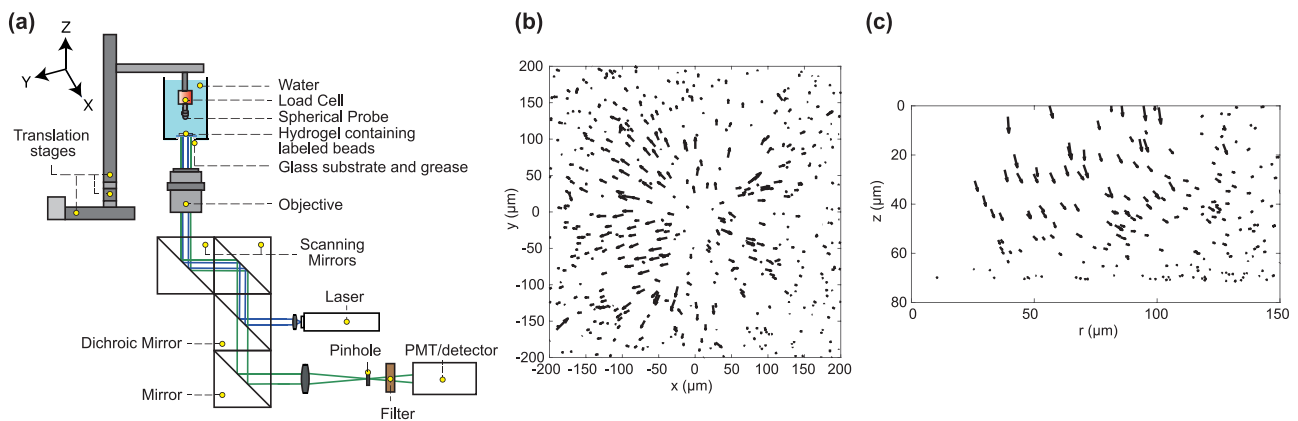 (a)
Z
Y
X
Water
Load Cell
Spherical Probe
Hydrogel containing
labeled beads
Glass substrate and grease
Translation
stages
Objective
Scanning
Mirrors
Laser
Dichroic Mirror
Pinhole
PMT/detector
Mirror
Filter
(b)
y (µm)
200
150
100
50
0
-50
-100
-150
-200
-200 -150 -100 -50 0 50 100 150 200
x (µm)
(c)
z (µm)
0
20
40
60
80
0 50 100 150
r (µm)